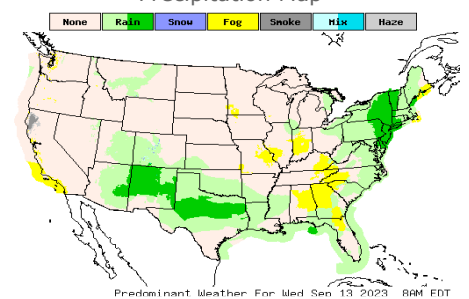 Precipitation Map
None Rain Snow Fog Smoke Mix Haze
Predominant Weather For Wed Sep 13 2023 8AM EDT